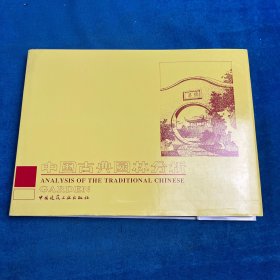 中国古典园林分析
ANALYSIS OF THE TRADITIONAL CHINESE
GARDEN
中国建筑工业出版社